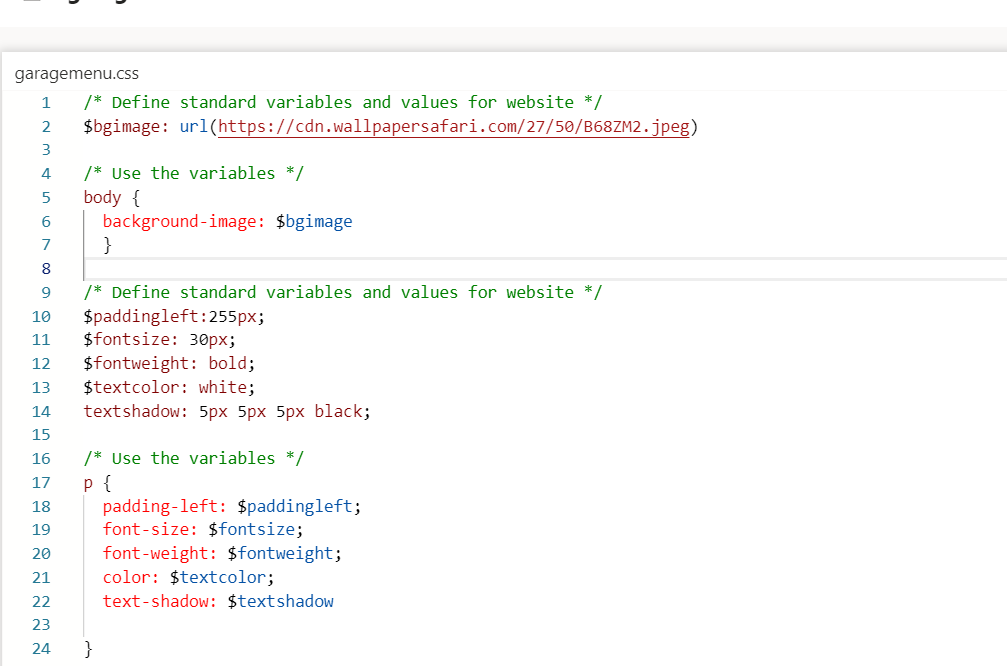 garagemenu.css
1 /* Define standard variables and values for website */
2 $bgimage: url(https://cdn.wallpapersafari.com/27/50/B68ZM2.jpeg)
3
4 /* Use the variables */
5 body {
6 background-image: $bgimage
7 }
8
9 /* Define standard variables and values for website */
10 $paddingleft:255px;
11 $fontsize: 30px;
12 $fontweight: bold;
13 $textcolor: white;
14 textshadow: 5px 5px 5px black;
15
16 /* Use the variables */
17 p {
18 padding-left: $paddingleft;
19 font-size: $fontsize;
20 font-weight: $fontweight;
21 color: $textcolor;
22 text-shadow: $textshadow
23
24 }